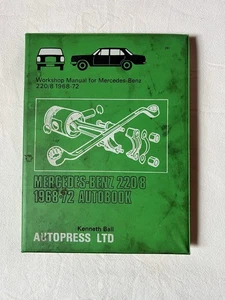 Workshop Manual for Mercedes-Benz
220/8 1968-72
MERCEDES-BENZ 220/8
1968-72 AUTOBOOK
Kenneth Ball
AUTOPRESS LTD